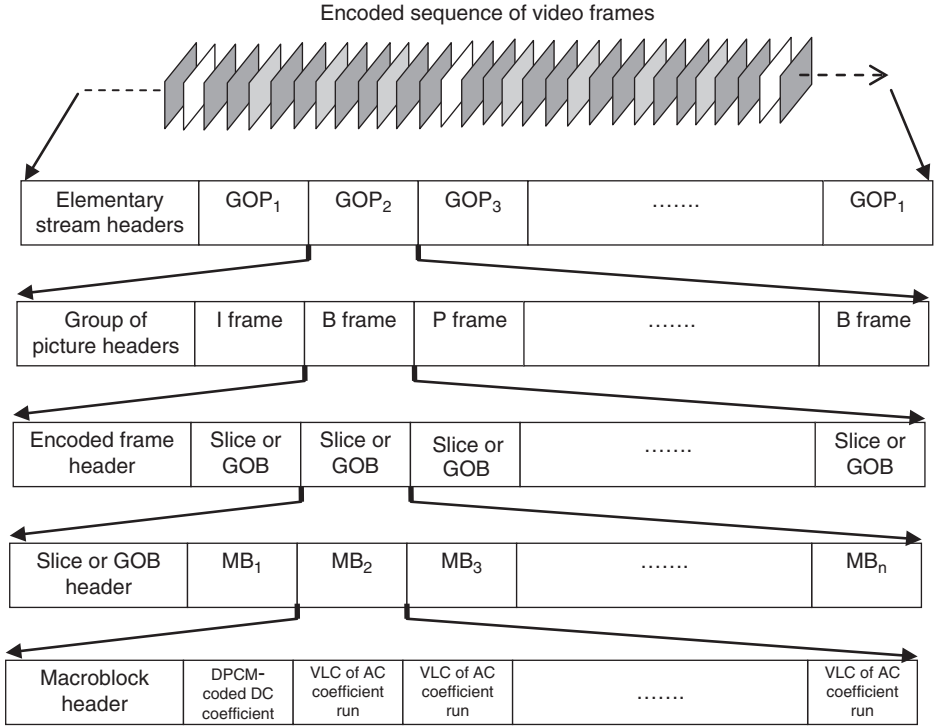 Encoded sequence of video frames
Elementary
stream headers
GOP₁
GOP₂
GOP₃
.......
GOP₁
Group of
picture headers
I frame
B frame
P frame
.......
B frame
Encoded frame
header
Slice or
GOB
Slice or
GOB
Slice or
GOB
.......
Slice or
GOB
Slice or GOB
header
MB₁
MB₂
MB₃
.......
MBₙ
Macroblock
header
DPCM-
coded DC
coefficient
VLC of AC
coefficient
run
VLC of AC
coefficient
run
.......
VLC of AC
coefficient
run